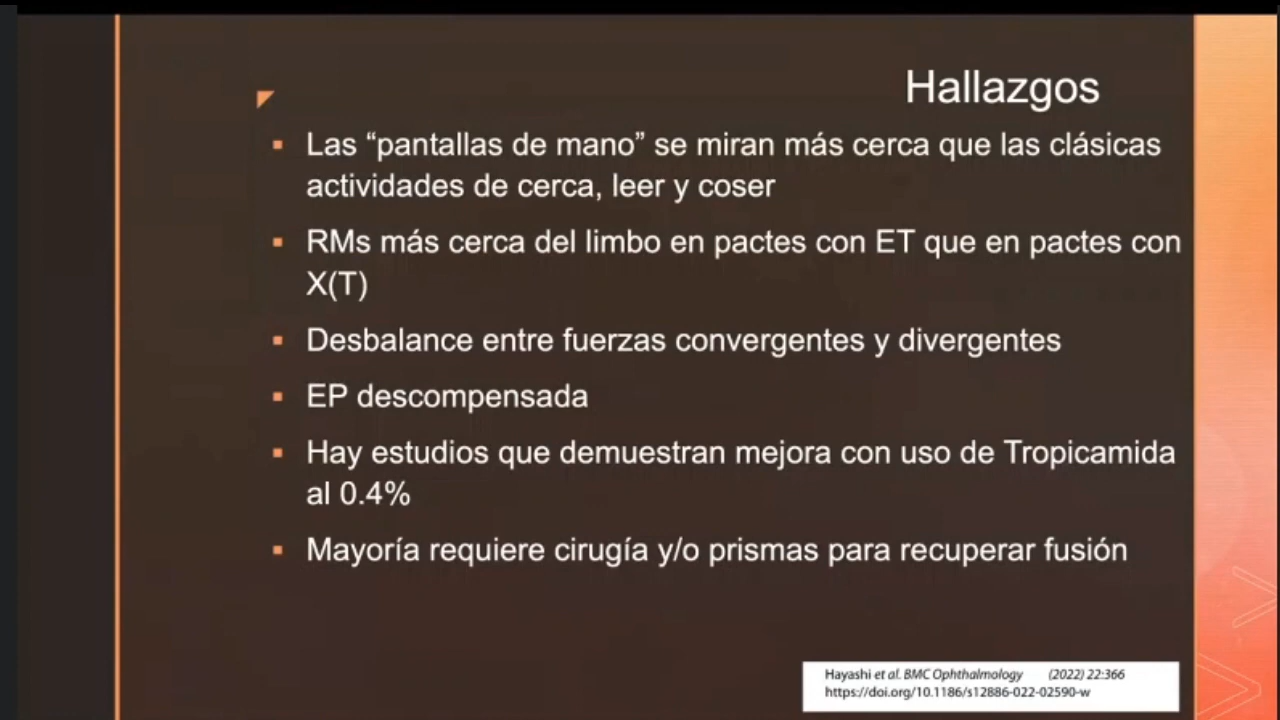 Hallazgos
Las “pantallas de mano” se miran más cerca que las clásicas
actividades de cerca, leer y coser
RMs más cerca del limbo en pactes con ET que en pactes con
X(T)
Desbalance entre fuerzas convergentes y divergentes
EP descompensada
Hay estudios que demuestran mejora con uso de Tropicamida
al 0.4%
Mayoría requiere cirugía y/o prismas para recuperar fusión
Hayashi et al. BMC Ophthalmology (2022) 22:366
https://doi.org/10.1186/s12886-022-02590-w